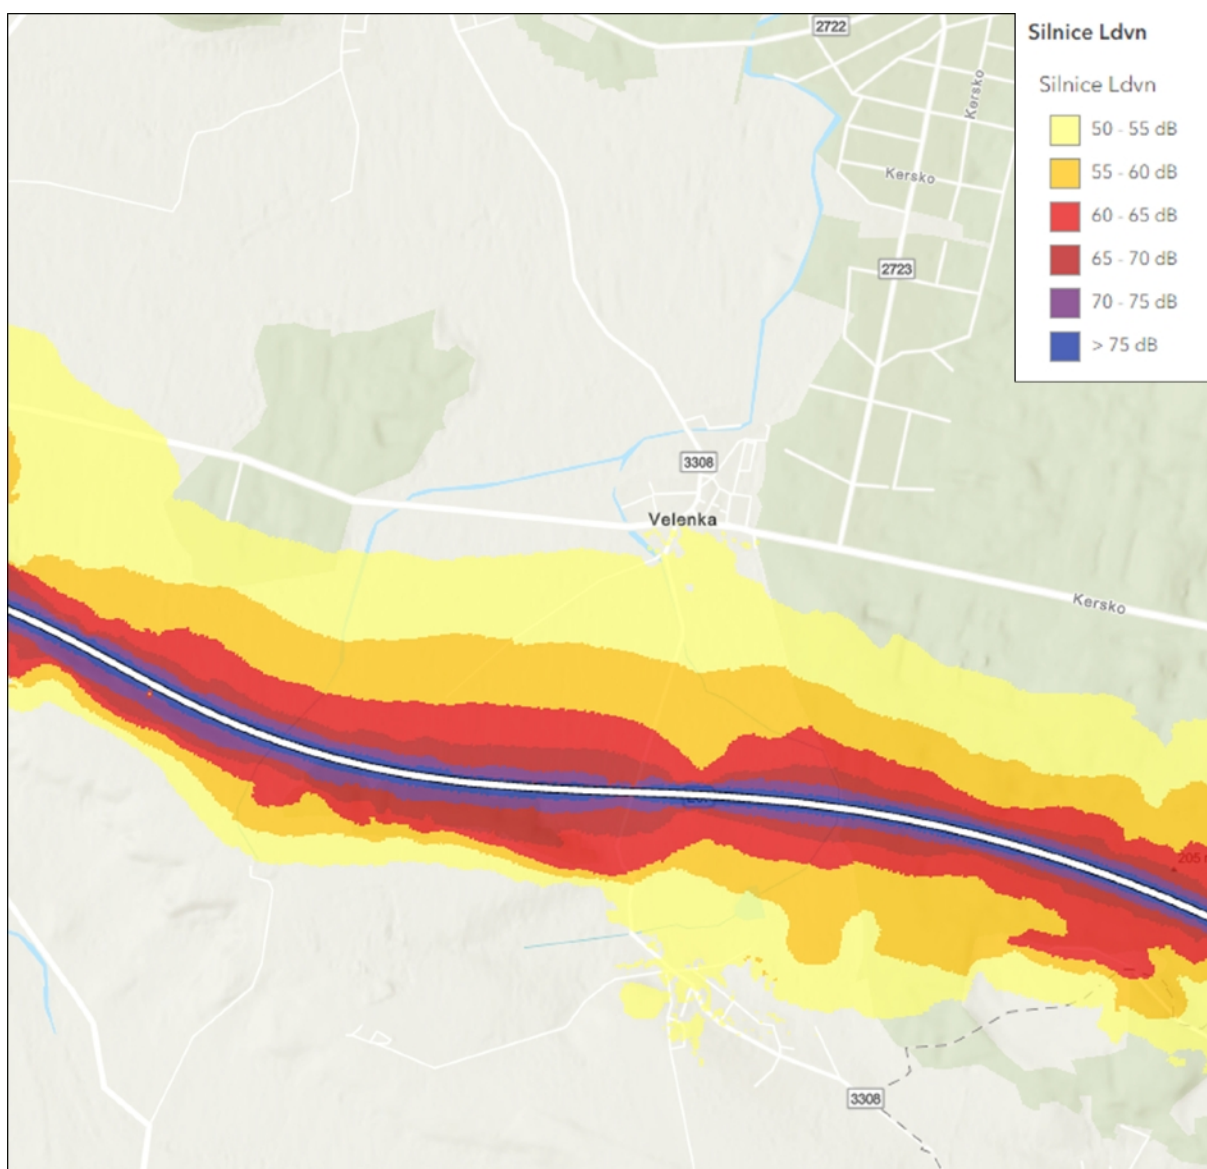 2722
Silnice Ldvn
Silnice Ldvn
50 - 55 dB
55 - 60 dB
60 - 65 dB
65 - 70 dB
70 - 75 dB
> 75 dB
Kersko
Kersko
2723
3308
Velenka
Kersko
205
3308